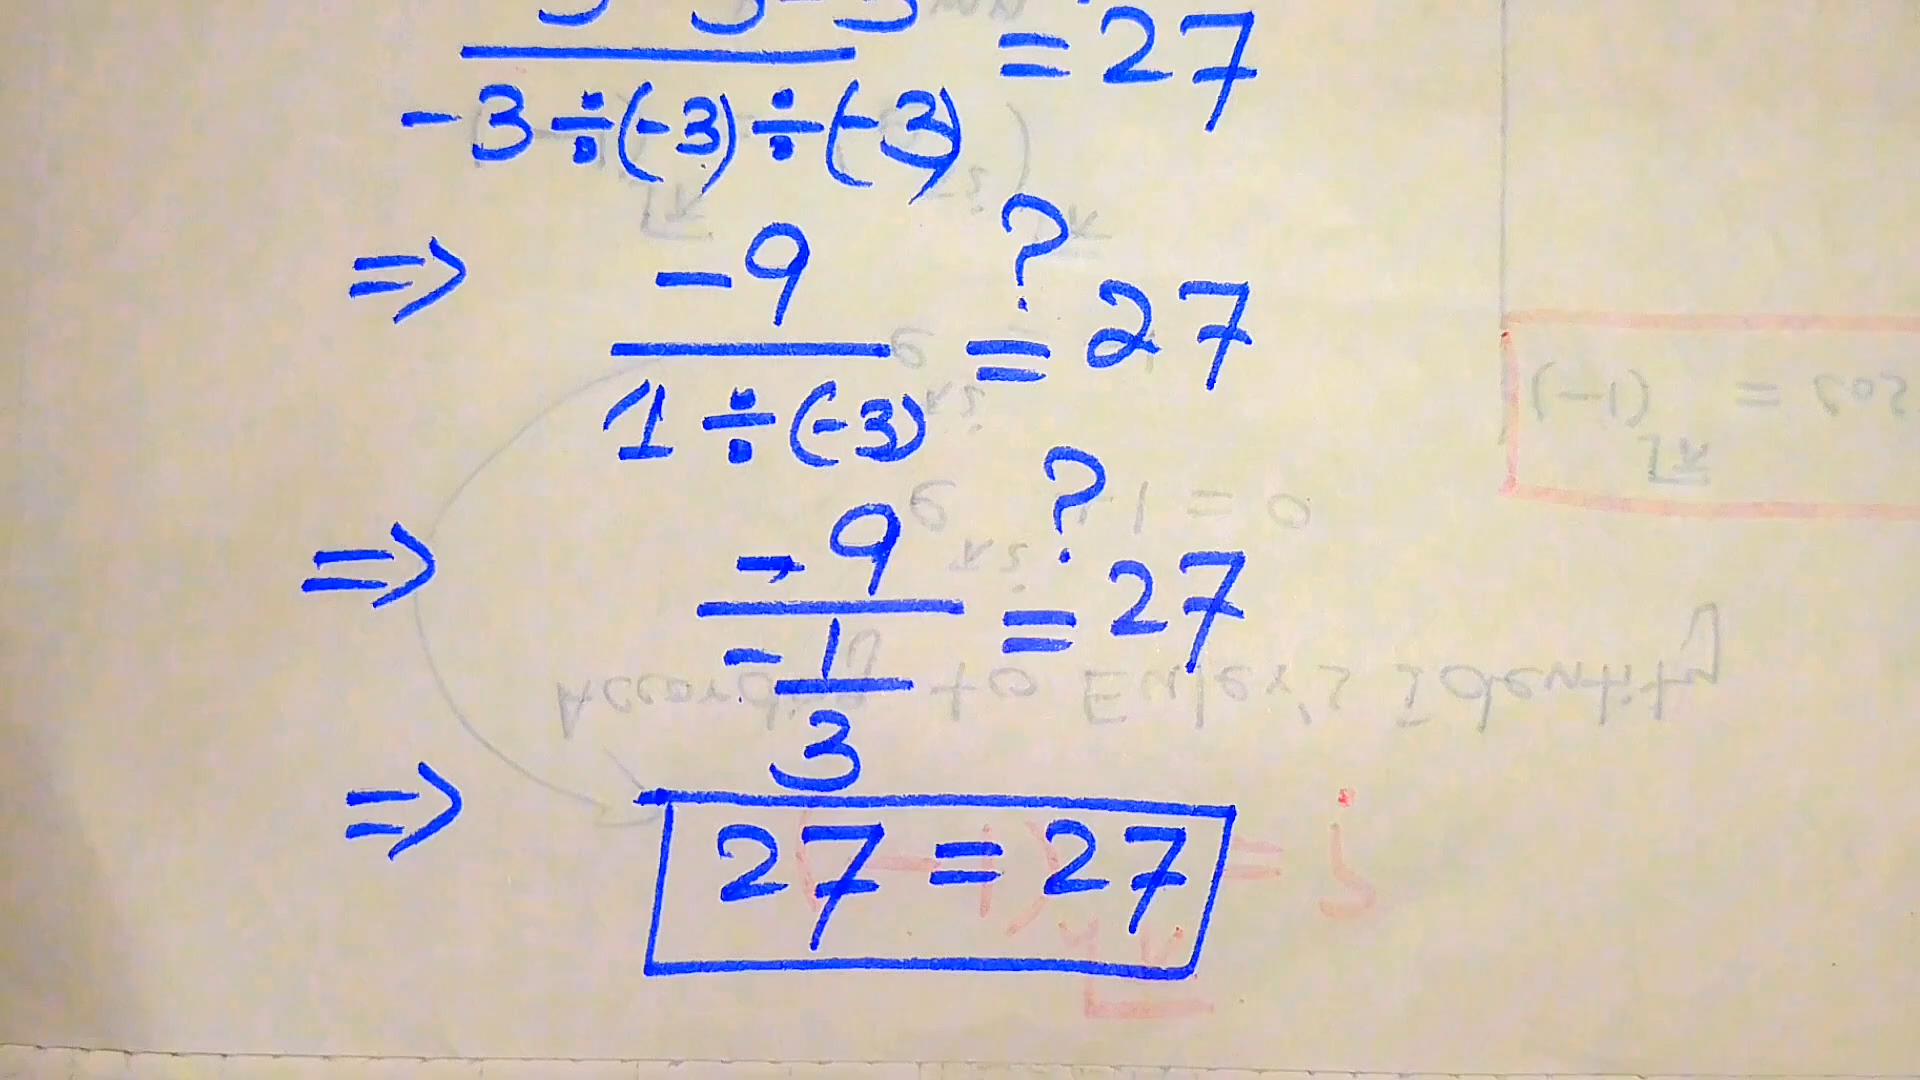 = 27
-3÷(-3)÷(-3)
⇒ -9 ? = 27
1÷(-3)
⇒ -9 ? = 27
-1
3
⇒ 27 = 27